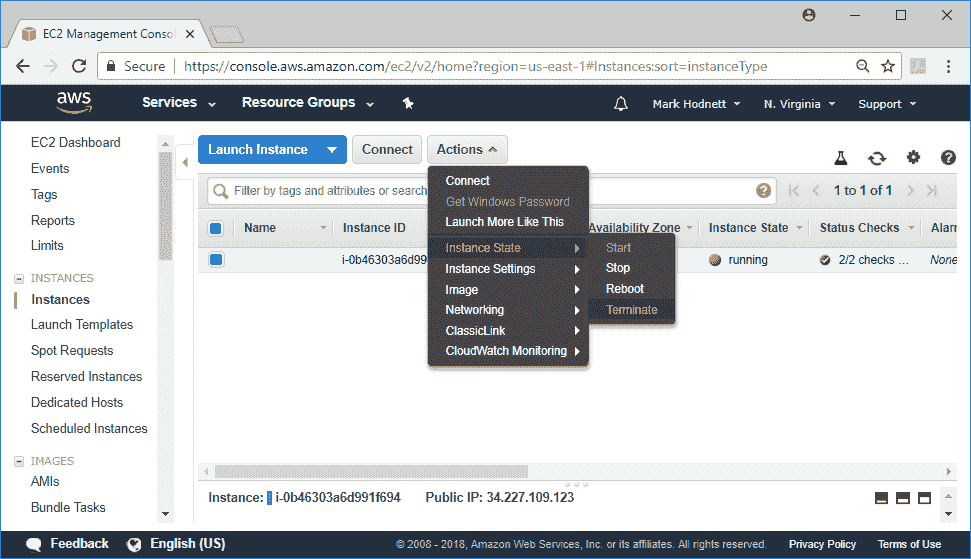 EC2 Management Consol
Secure https://console.aws.amazon.com/ec2/v2/home?region=us-east-1#Instances:sort=instanceType
aws Services Resource Groups Mark Hodnett N. Virginia Support
EC2 Dashboard
Events
Tags
Reports
Limits
INSTANCES
Instances
Launch Templates
Spot Requests
Reserved Instances
Dedicated Hosts
Scheduled Instances
IMAGES
AMIs
Bundle Tasks
Launch Instance Connect Actions
Filter by tags and attributes or search 1 to 1 of 1
Name Instance ID Availability Zone Instance State Status Checks Alarm
i-0b46303a6d99 running 2/2 checks ... None
Connect
Get Windows Password
Launch More Like This
Instance State
Instance Settings
Image
Networking
ClassicLink
CloudWatch Monitoring
Start
Stop
Reboot
Terminate
Instance: i-0b46303a6d991f694 Public IP: 34.227.109.123
Feedback English (US) © 2008 - 2018, Amazon Web Services, Inc. or its affiliates. All rights reserved. Privacy Policy Terms of Use